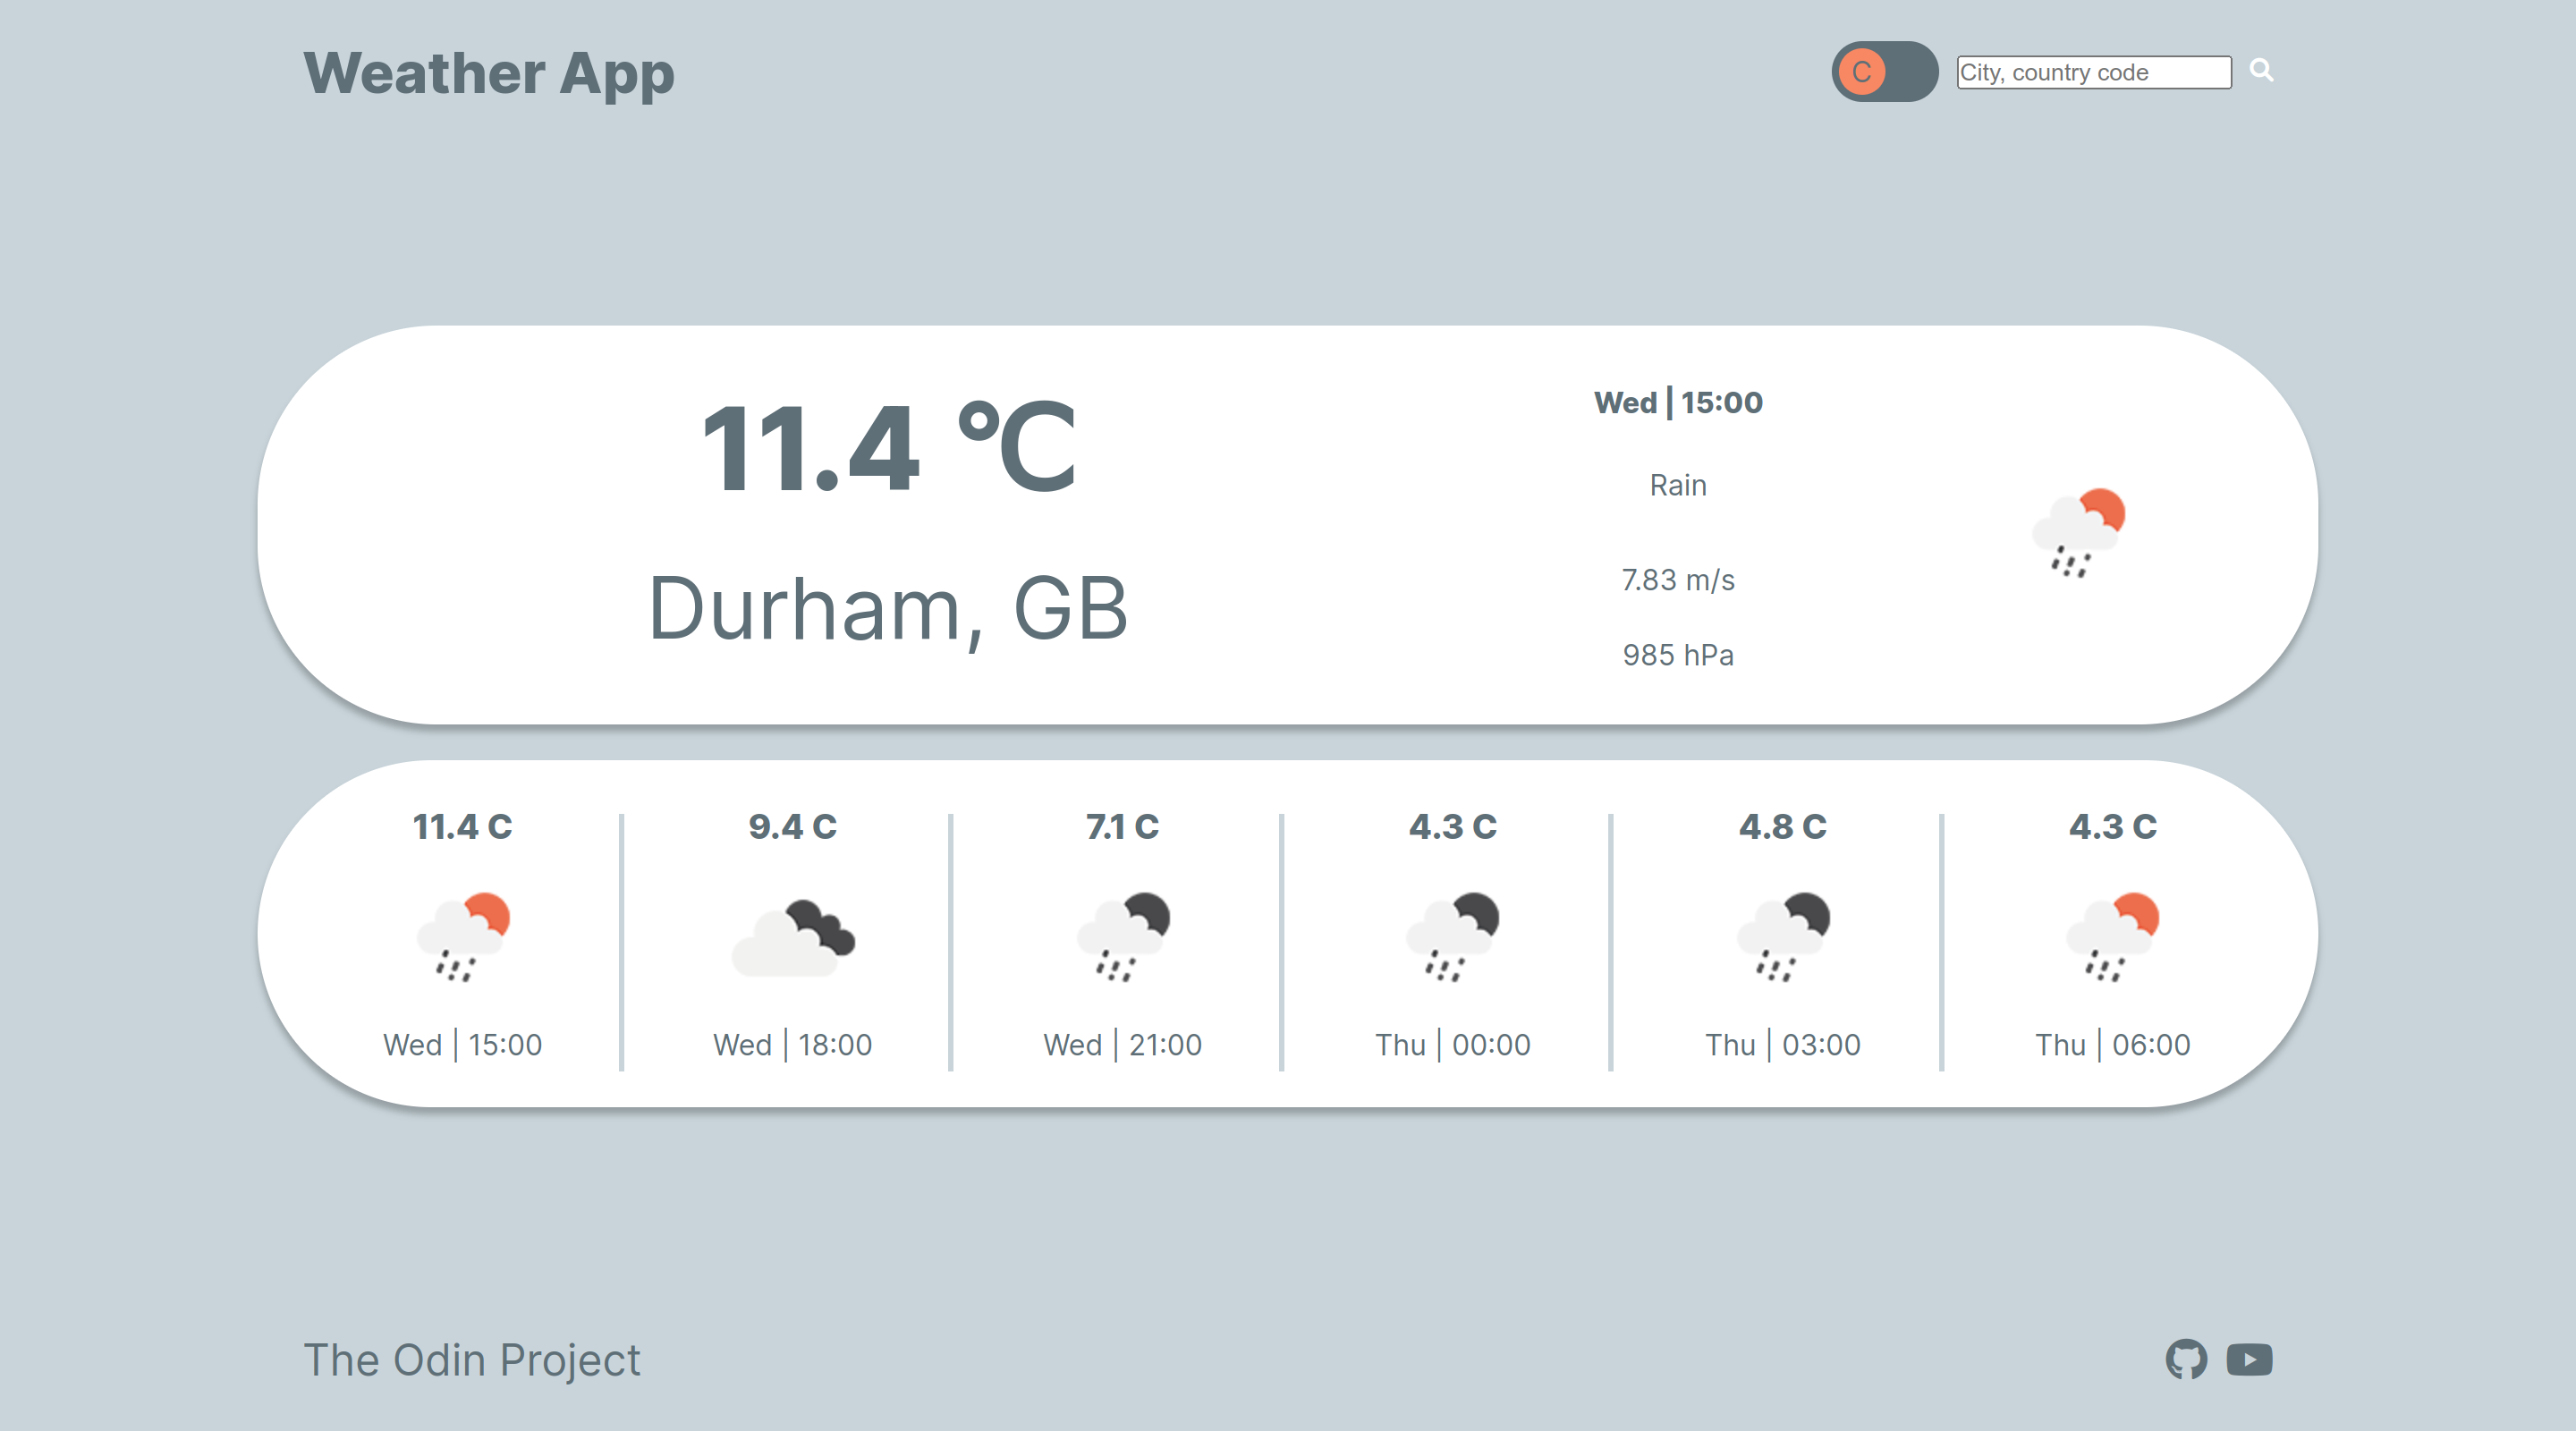 Weather App
C
City, country code
11.4 °C
Durham, GB
Wed | 15:00
Rain
7.83 m/s
985 hPa
11.4 C
9.4 C
7.1 C
4.3 C
4.8 C
4.3 C
Wed | 15:00
Wed | 18:00
Wed | 21:00
Thu | 00:00
Thu | 03:00
Thu | 06:00
The Odin Project